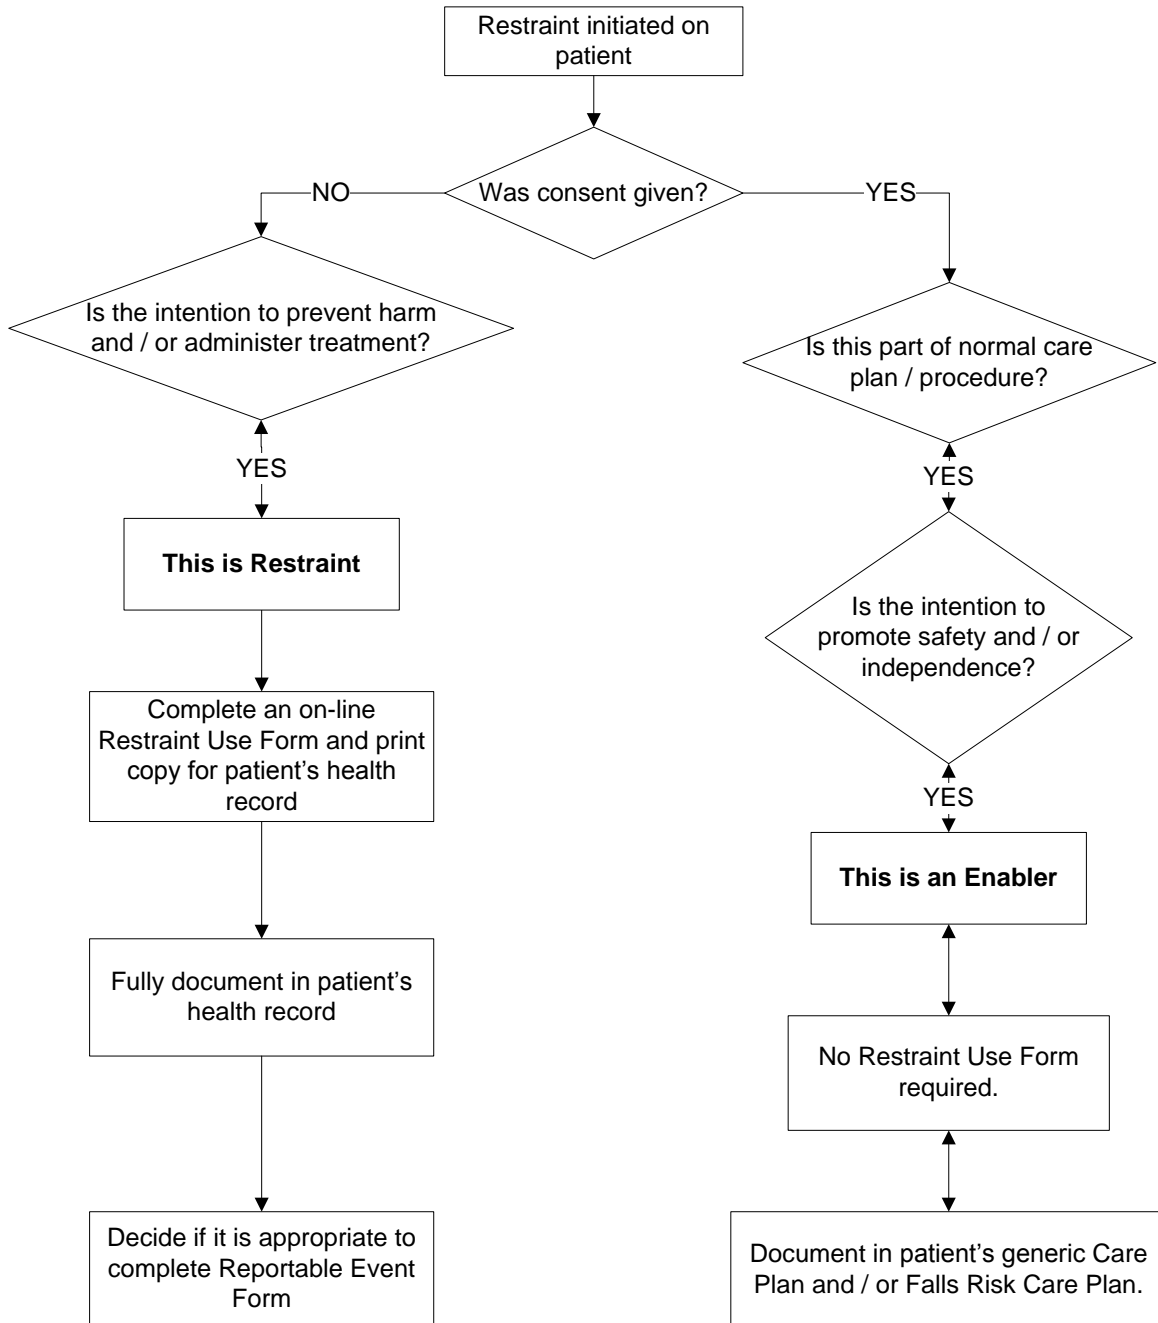 Restraint initiated on
patient
Was consent given?
NO
YES
Is the intention to prevent harm
and / or administer treatment?
YES
This is Restraint
Complete an on-line
Restraint Use Form and print
copy for patient’s health
record
Fully document in patient’s
health record
Decide if it is appropriate to
complete Reportable Event
Form
Is this part of normal care
plan / procedure?
YES
Is the intention to
promote safety and / or
independence?
YES
This is an Enabler
No Restraint Use Form
required.
Document in patient’s generic Care
Plan and / or Falls Risk Care Plan.